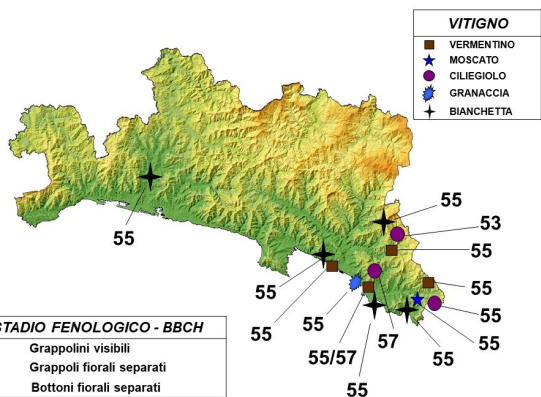 VITIGNO
VERMENTINO
MOSCATO
CILIEGIOLO
GRANACCIA
BIANCHETTA
55
53
55
55
55
55
55
55
55
55
57
55
55/57
55
STADIO FENOLOGICO - BBCH
Grappolini visibili
Grappoli fiorali separati
Bottoni fiorali separati